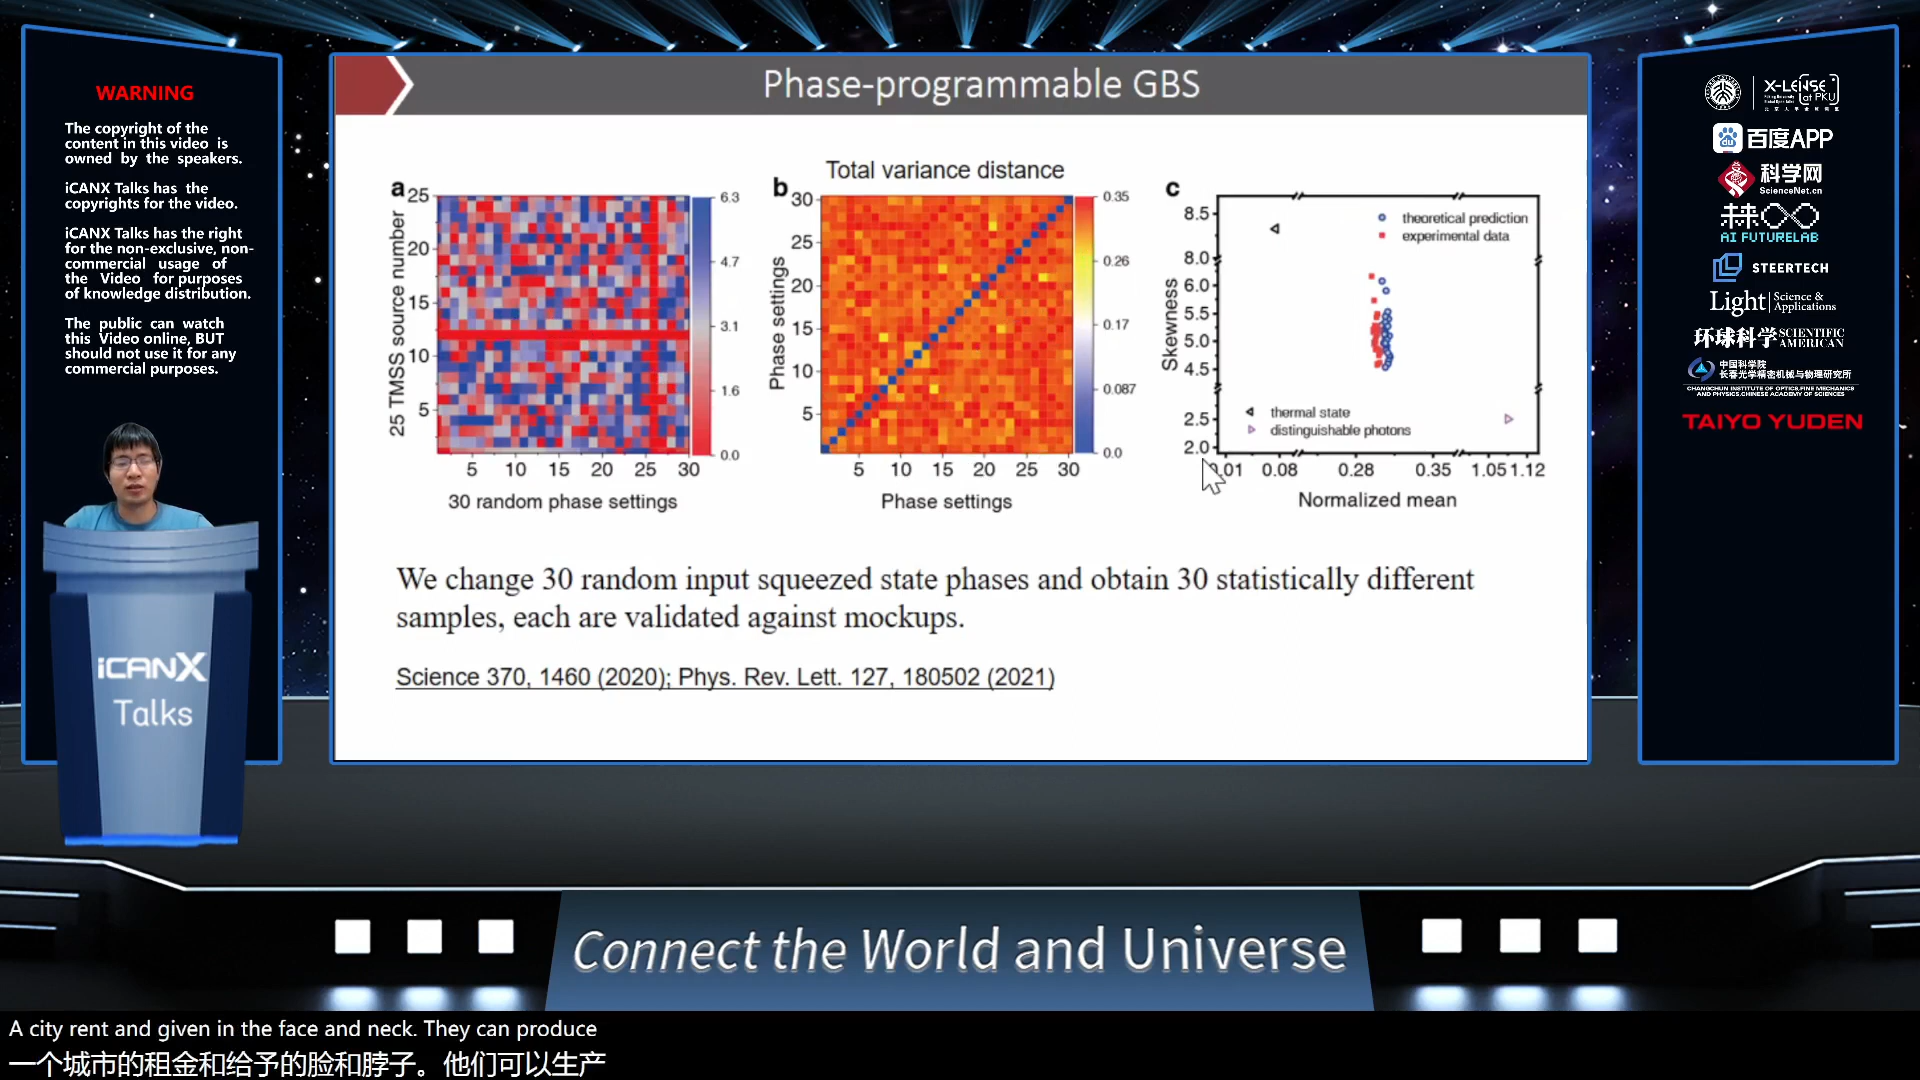 WARNING
The copyright of the
content in this video is
owned by the speakers.
iCANX Talks has the
copyrights for the video.
iCANX Talks has the right
for the non-exclusive, non-
commercial usage of
the Video for purposes
of knowledge distribution.
The public can watch
this Video online, BUT
should not use it for any
commercial purposes.
iCANX
Talks
Phase-programmable GBS
a
25 TMSS source number
25
20
15
10
5
5 10 15 20 25 30
30 random phase settings
6.3
4.7
3.1
1.6
0.0
Total variance distance
b
Phase settings
30
25
20
15
10
5
5 10 15 20 25 30
Phase settings
0.35
0.26
0.17
0.087
0.0
c
Skewness
8.5
8.0
6.0
5.5
5.0
4.5
2.5
2.0
theoretical prediction
experimental data
thermal state
distinguishable photons
01 0.08 0.28 0.35 1.05 1.12
Normalized mean
We change 30 random input squeezed state phases and obtain 30 statistically different
samples, each are validated against mockups.
Science 370, 1460 (2020); Phys. Rev. Lett. 127, 180502 (2021)
X-LENSE
at PKU
du 百度APP
科学网
ScienceNet.cn
AI FUTURELAB
STEERTECH
Light Science & Applications
环球科学 SCIENTIFIC AMERICAN
中国科学院
长春光学精密机械与物理研究所
CHANGCHUN INSTITUTE OF OPTICS,FINE MECHANICS
AND PHYSICS,CHINESE ACADEMY OF SCIENCES
TAIYO YUDEN
Connect the World and Universe
A city rent and given in the face and neck. They can produce
一个城市的租金和给予的脸和脖子。他们可以生产